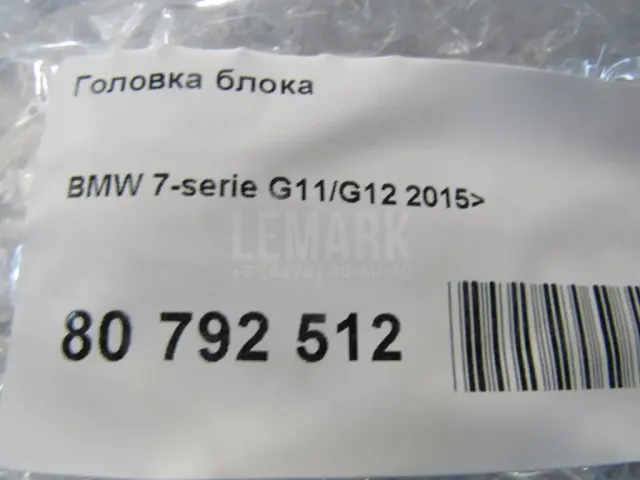 Головка блока
BMW 7-serie G11/G12 2015>
LEMARK
80 792 512